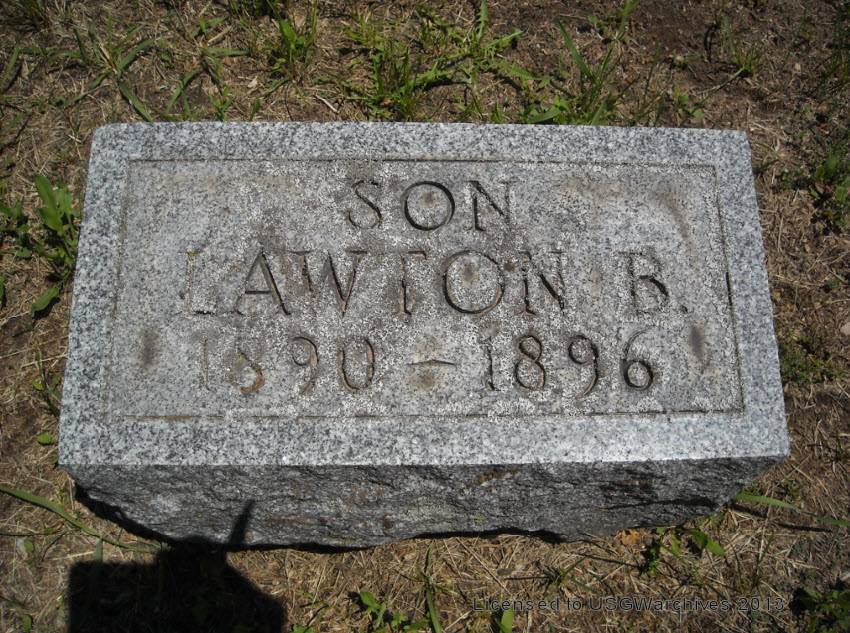 SON
LAWTON B.
1890 – 1896
Licensed to USGWarchives 2013